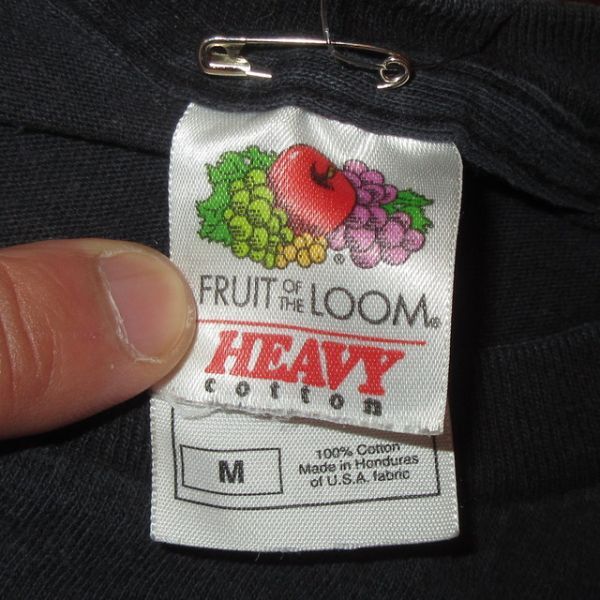 FRUIT OF THE LOOM®
HEAVY
cotton
M
100% Cotton
Made in Honduras
of U.S.A. fabric